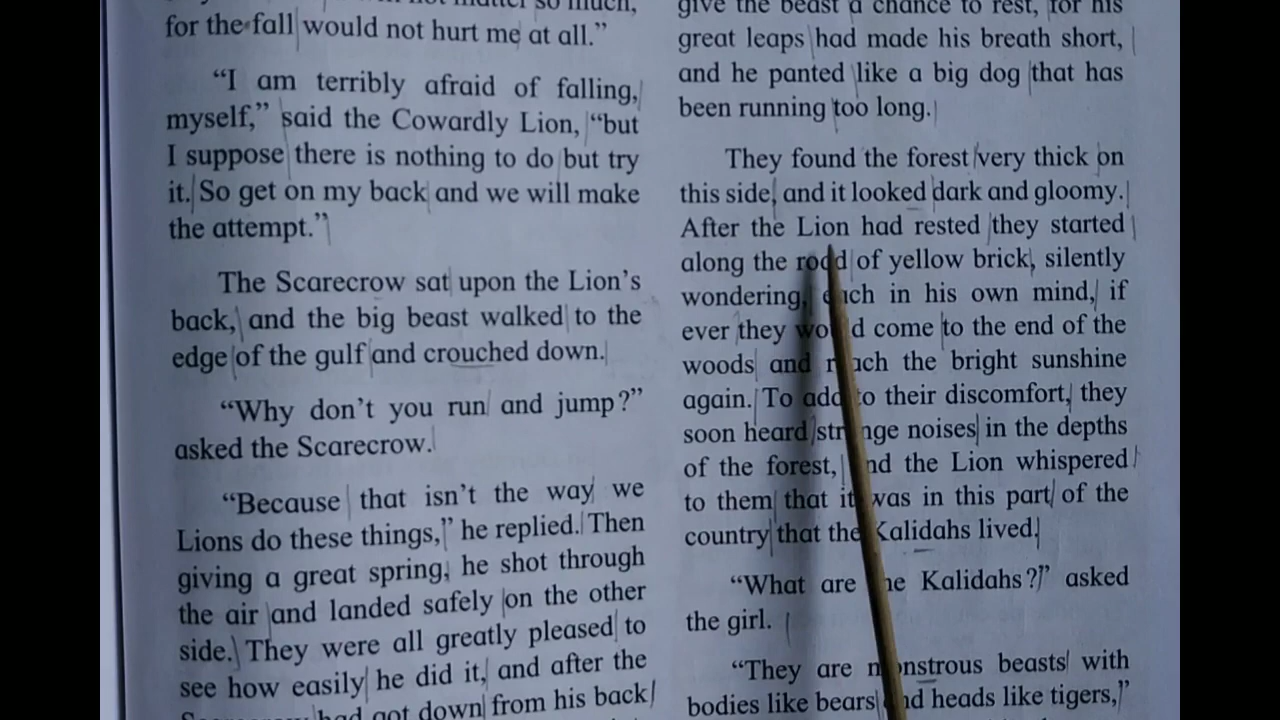 not matter so much,
for the fall would not hurt me at all.”
“I am terribly afraid of falling,
myself,” said the Cowardly Lion, “but
I suppose there is nothing to do but try
it. So get on my back and we will make
the attempt.”
The Scarecrow sat upon the Lion’s
back, and the big beast walked to the
edge of the gulf and crouched down.
“Why don’t you run and jump?”
asked the Scarecrow.
“Because that isn’t the way we
Lions do these things,” he replied. Then
giving a great spring, he shot through
the air and landed safely on the other
side. They were all greatly pleased to
see how easily he did it, and after the
Scarecrow had got down from his back
give the beast a chance to rest, for his
great leaps had made his breath short,
and he panted like a big dog that has
been running too long.
They found the forest very thick on
this side, and it looked dark and gloomy.
After the Lion had rested they started
along the road of yellow brick, silently
wondering, each in his own mind, if
ever they would come to the end of the
woods and reach the bright sunshine
again. To add to their discomfort, they
soon heard strange noises in the depths
of the forest, and the Lion whispered
to them that it was in this part of the
country that the Kalidahs lived.
“What are the Kalidahs?” asked
the girl.
“They are monstrous beasts with
bodies like bears and heads like tigers,”